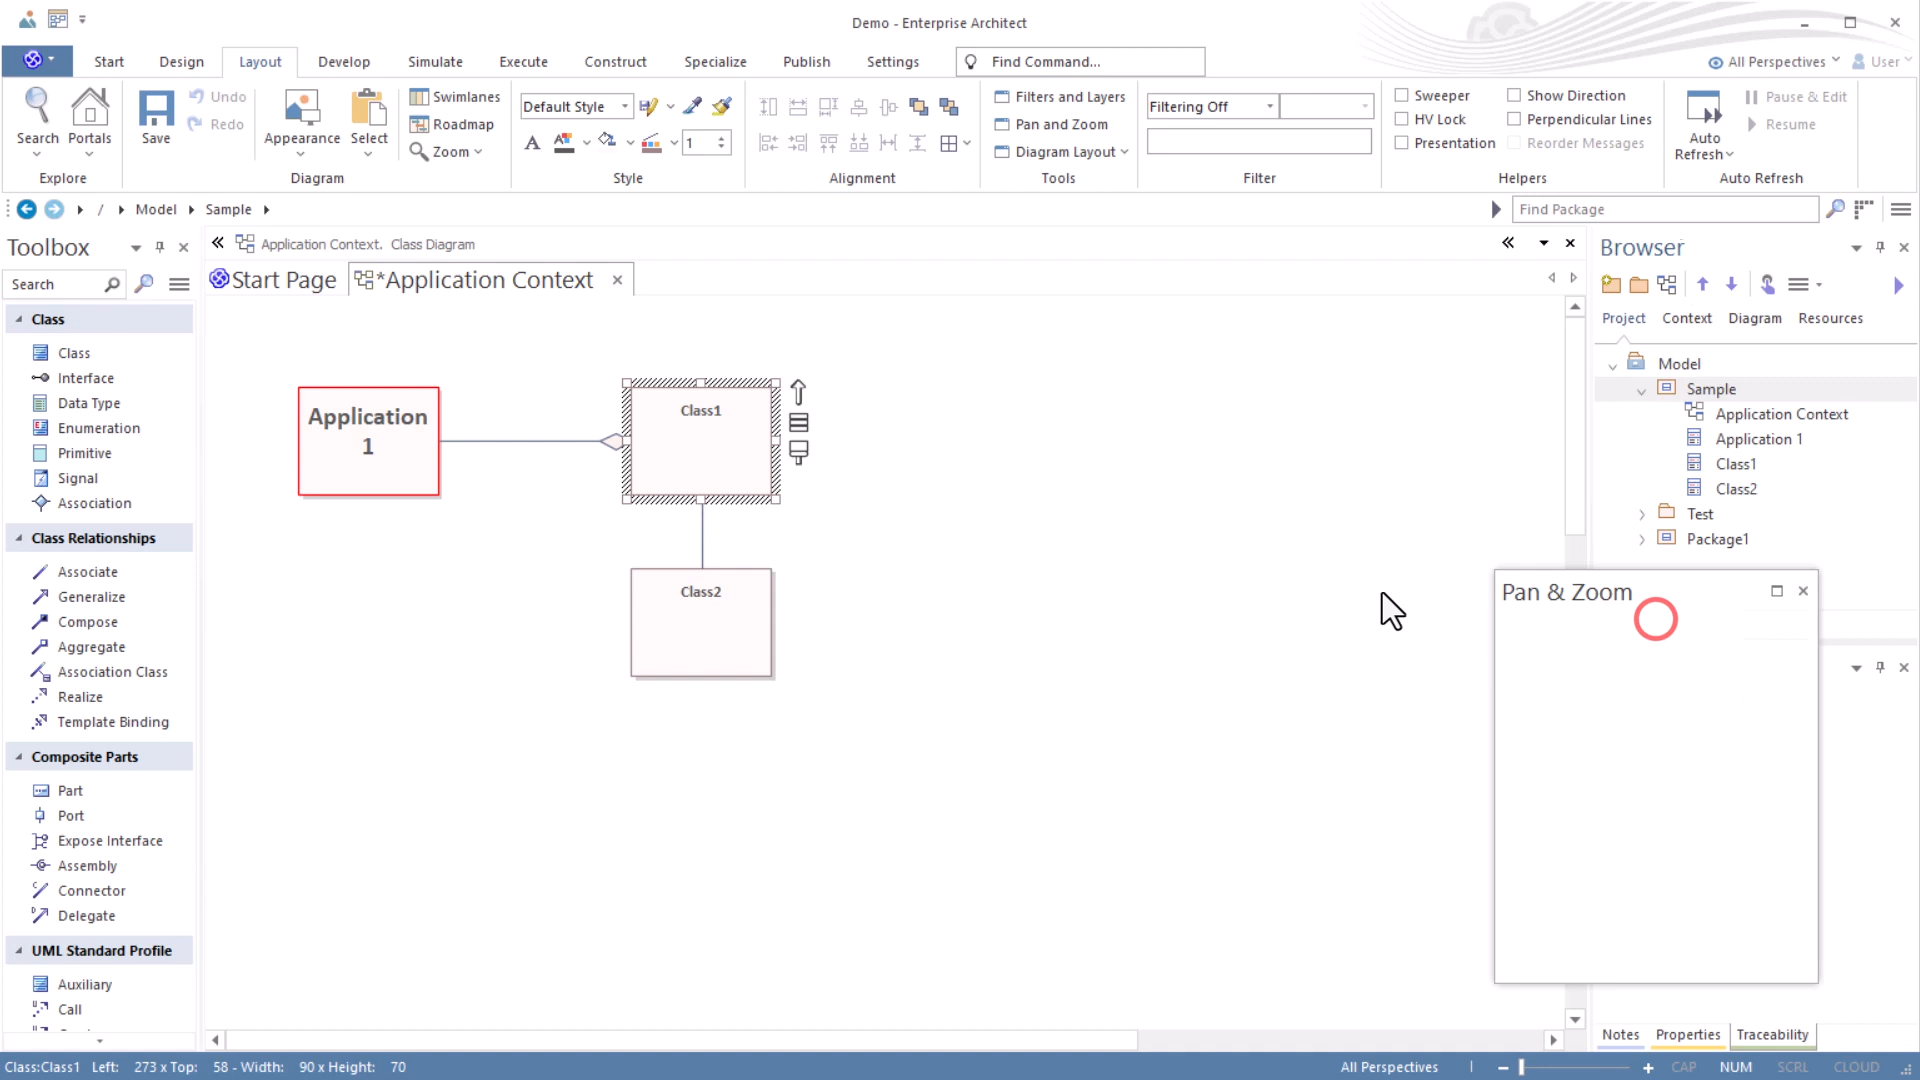 Demo - Enterprise Architect
Start
Design
Layout
Develop
Simulate
Execute
Construct
Specialize
Publish
Settings
Find Command...
All Perspectives
User
Search
Portals
Explore
Save
Undo
Redo
Appearance
Select
Swimlanes
Roadmap
Zoom
Diagram
Default Style
1
Style
Alignment
Filters and Layers
Pan and Zoom
Diagram Layout
Tools
Filtering Off
Filter
Sweeper
HV Lock
Presentation
Show Direction
Perpendicular Lines
Reorder Messages
Helpers
Auto
Refresh
Pause & Edit
Resume
Auto Refresh
/
Model
Sample
Find Package
Toolbox
Search
Class
Class
Interface
Data Type
Enumeration
Primitive
Signal
Association
Class Relationships
Associate
Generalize
Compose
Aggregate
Association Class
Realize
Template Binding
Composite Parts
Part
Port
Expose Interface
Assembly
Connector
Delegate
UML Standard Profile
Auxiliary
Call
Application Context. Class Diagram
Start Page
*Application Context
Application
1
Class1
Class2
Browser
Project
Context
Diagram
Resources
Model
Sample
Application Context
Application 1
Class1
Class2
Test
Package1
Pan & Zoom
Notes
Properties
Traceability
Class:Class1 Left: 273 x Top: 58 - Width: 90 x Height: 70
All Perspectives
CAP
NUM
SCRL
CLOUD